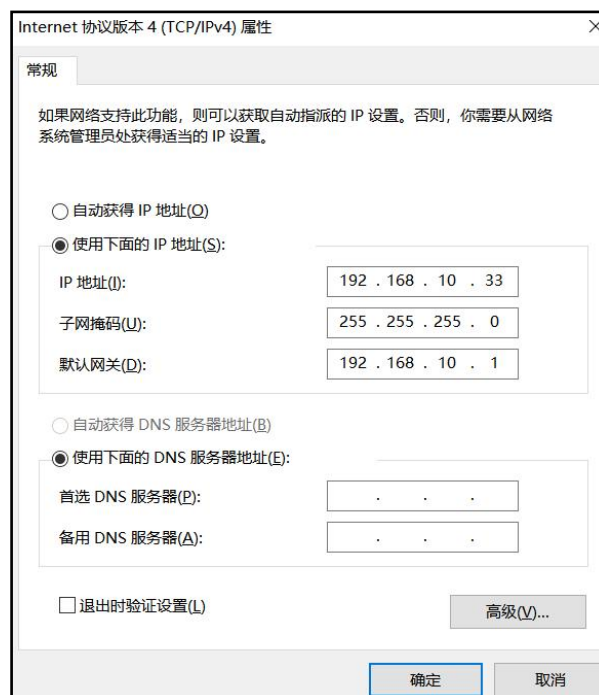 Internet 协议版本 4 (TCP/IPv4) 属性
常规
如果网络支持此功能，则可以获取自动指派的 IP 设置。否则，你需要从网络
系统管理员处获得适当的 IP 设置。
自动获得 IP 地址(O)
使用下面的 IP 地址(S):
IP 地址(I): 192 . 168 . 10 . 33
子网掩码(U): 255 . 255 . 255 . 0
默认网关(D): 192 . 168 . 10 . 1
自动获得 DNS 服务器地址(B)
使用下面的 DNS 服务器地址(E):
首选 DNS 服务器(P): . . .
备用 DNS 服务器(A): . . .
退出时验证设置(L)
高级(V)...
确定 取消